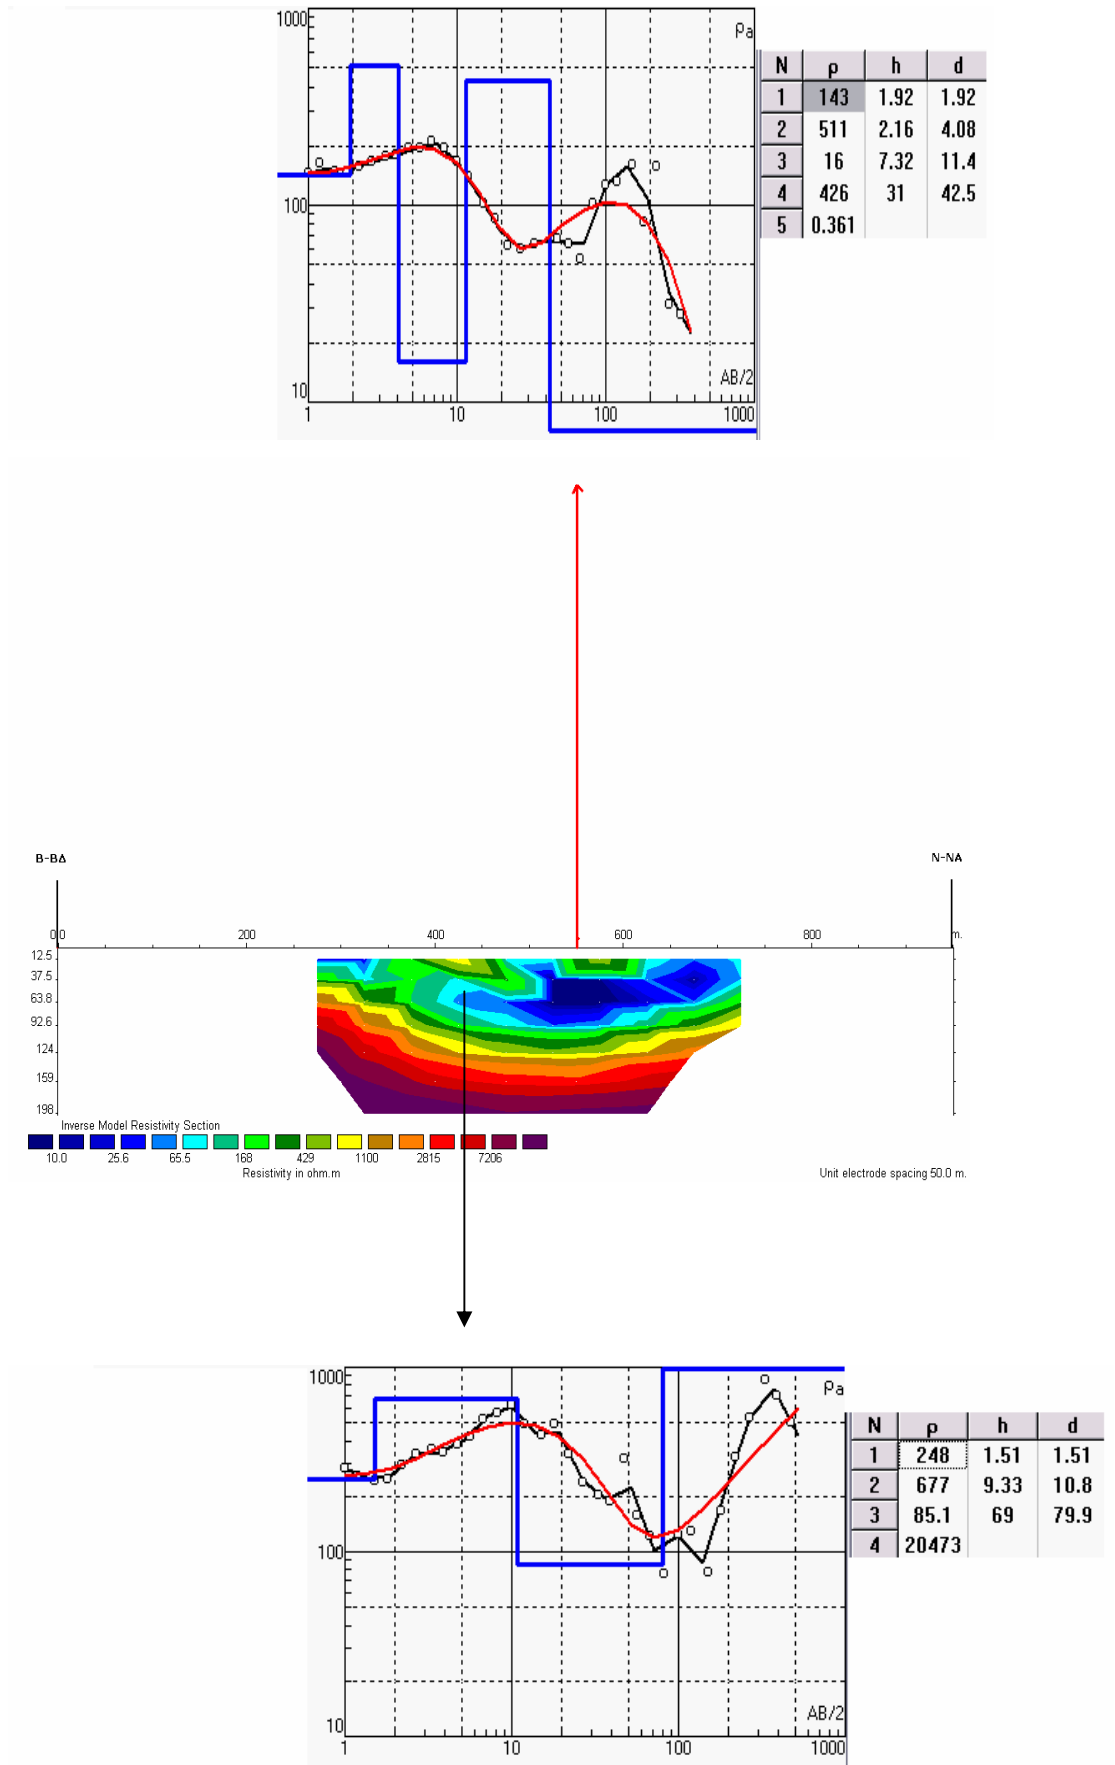 1000
ρa
100
10
AB/2
1 10 100 1000
N ρ h d
1 143 1.92 1.92
2 511 2.16 4.08
3 16 7.32 11.4
4 426 31 42.5
5 0.361
B-BΔ N-NA
0.0 200 400 600 800 m.
12.5
37.5
63.8
92.6
124
159
198
Inverse Model Resistivity Section
10.0 25.6 65.5 168 429 1100 2815 7206
Resistivity in ohm.m Unit electrode spacing 50.0 m.
1000
ρa
100
10
AB/2
1 10 100 1000
N ρ h d
1 248 1.51 1.51
2 677 9.33 10.8
3 85.1 69 79.9
4 20473